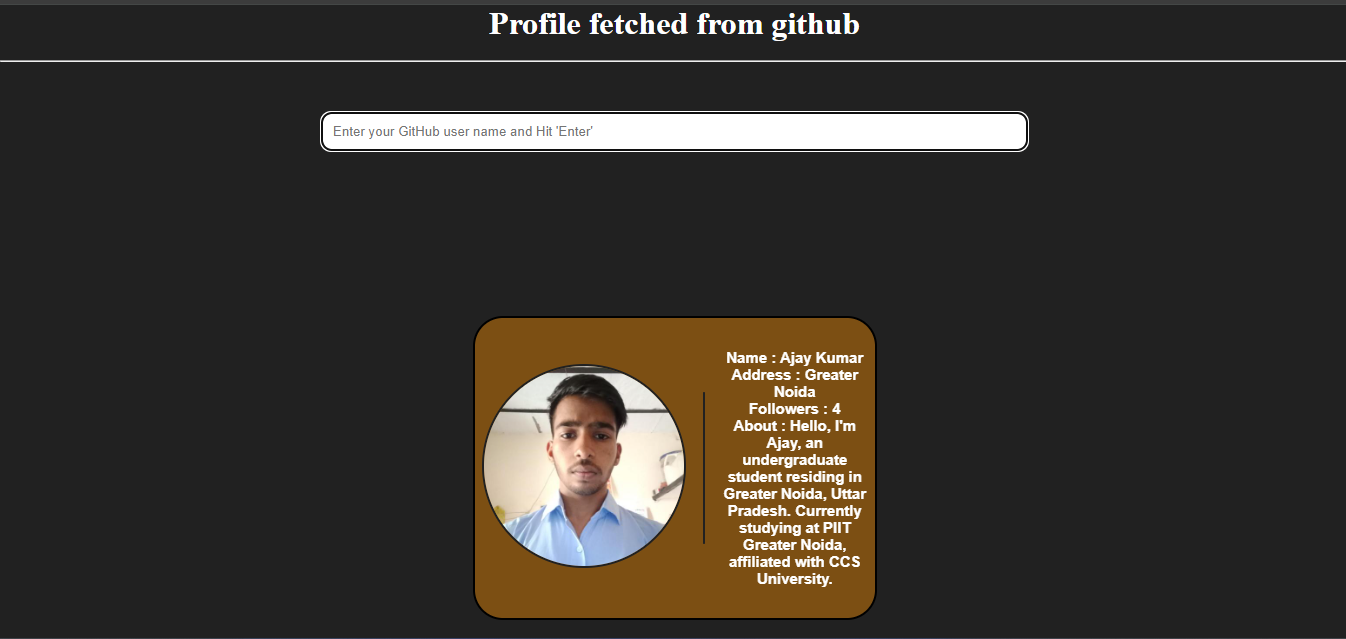 Profile fetched from github
Enter your GitHub user name and Hit 'Enter'
Name : Ajay Kumar
Address : Greater
Noida
Followers : 4
About : Hello, I'm
Ajay, an
undergraduate
student residing in
Greater Noida, Uttar
Pradesh. Currently
studying at PIIT
Greater Noida,
affiliated with CCS
University.